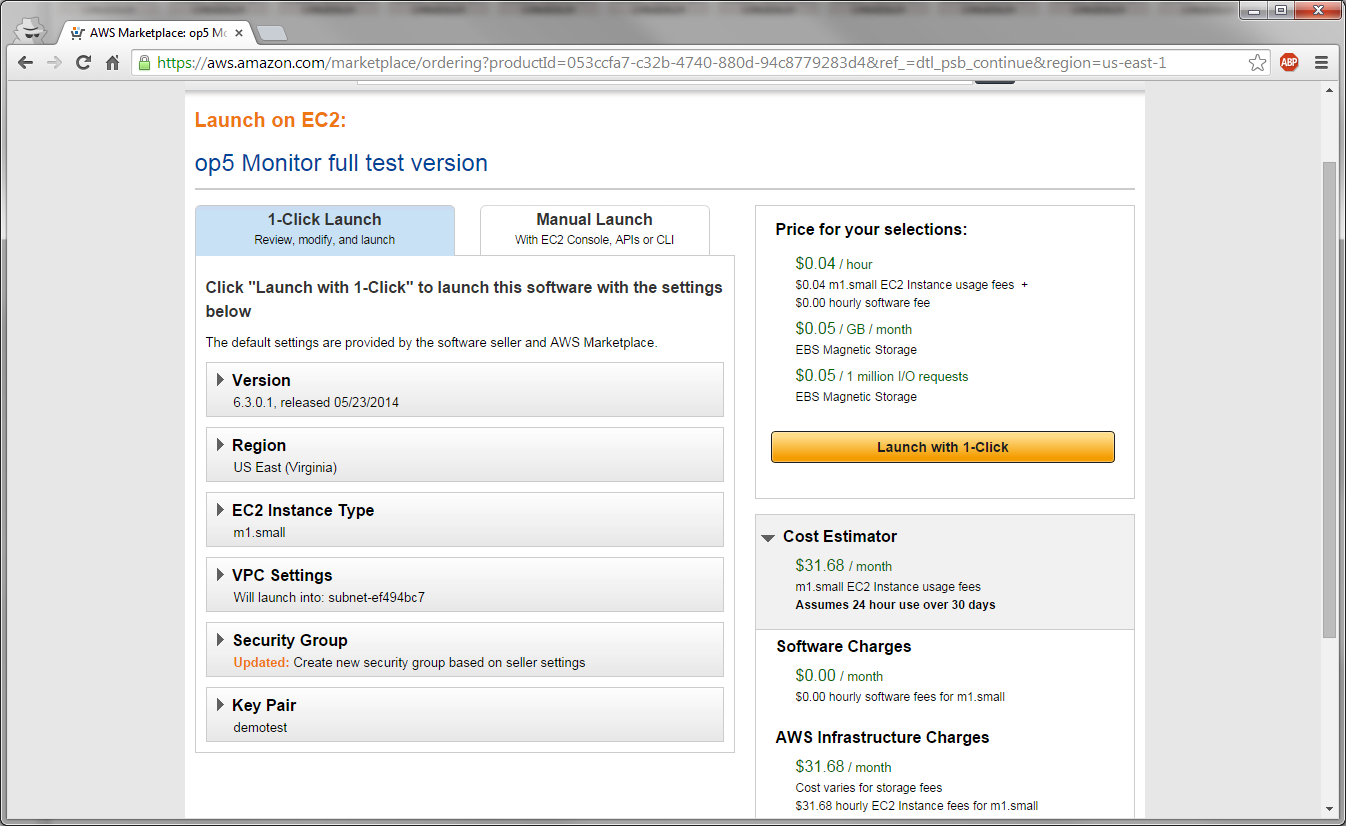 AWS Marketplace: op5 Mo
https://aws.amazon.com/marketplace/ordering?productId=053ccfa7-c32b-4740-880d-94c8779283d4&ref_=dtl_psb_continue&region=us-east-1
ABP
Launch on EC2:
op5 Monitor full test version
1-Click Launch
Review, modify, and launch
Manual Launch
With EC2 Console, APIs or CLI
Click "Launch with 1-Click" to launch this software with the settings
below
The default settings are provided by the software seller and AWS Marketplace.
Version
6.3.0.1, released 05/23/2014
Region
US East (Virginia)
EC2 Instance Type
m1.small
VPC Settings
Will launch into: subnet-ef494bc7
Security Group
Updated: Create new security group based on seller settings
Key Pair
demotest
Price for your selections:
$0.04 / hour
$0.04 m1.small EC2 Instance usage fees +
$0.00 hourly software fee
$0.05 / GB / month
EBS Magnetic Storage
$0.05 / 1 million I/O requests
EBS Magnetic Storage
Launch with 1-Click
Cost Estimator
$31.68 / month
m1.small EC2 Instance usage fees
Assumes 24 hour use over 30 days
Software Charges
$0.00 / month
$0.00 hourly software fees for m1.small
AWS Infrastructure Charges
$31.68 / month
Cost varies for storage fees
$31.68 hourly EC2 Instance fees for m1.small